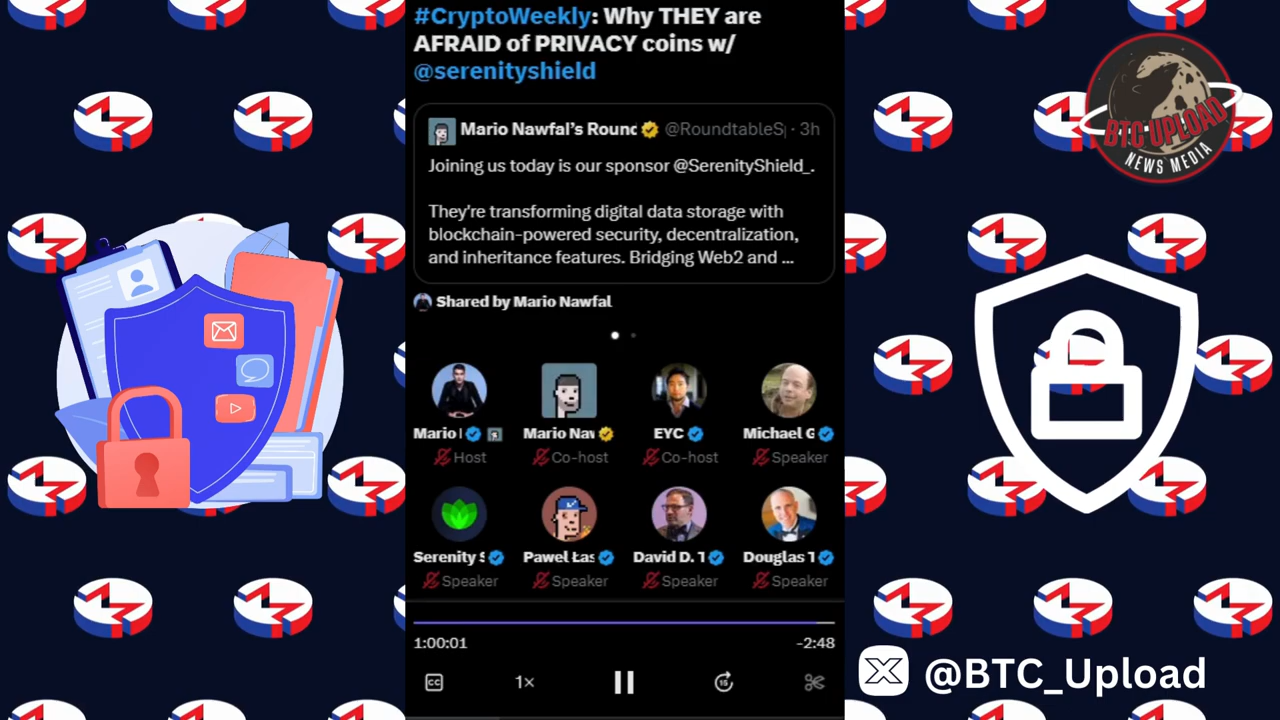 #CryptoWeekly: Why THEY are
AFRAID of PRIVACY coins w/
@serenityshield
Mario Nawfal's Roun @RoundtableS · 3h
Joining us today is our sponsor @SerenityShield_.
They're transforming digital data storage with
blockchain-powered security, decentralization,
and inheritance features. Bridging Web2 and ...
Shared by Mario Nawfal
Mario Mario Nav EYC Michael G
Host Co-host Co-host Speaker
Serenity S Paweł Łas David D. T Douglas T
Speaker Speaker Speaker Speaker
1:00:01 -2:48
CC 1× 15
BTC UPLOAD
NEWS MEDIA
X @BTC_Upload